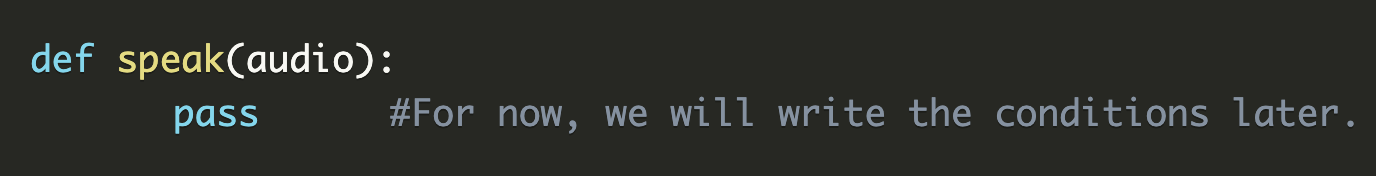 def speak(audio):
      pass      #For now, we will write the conditions later.